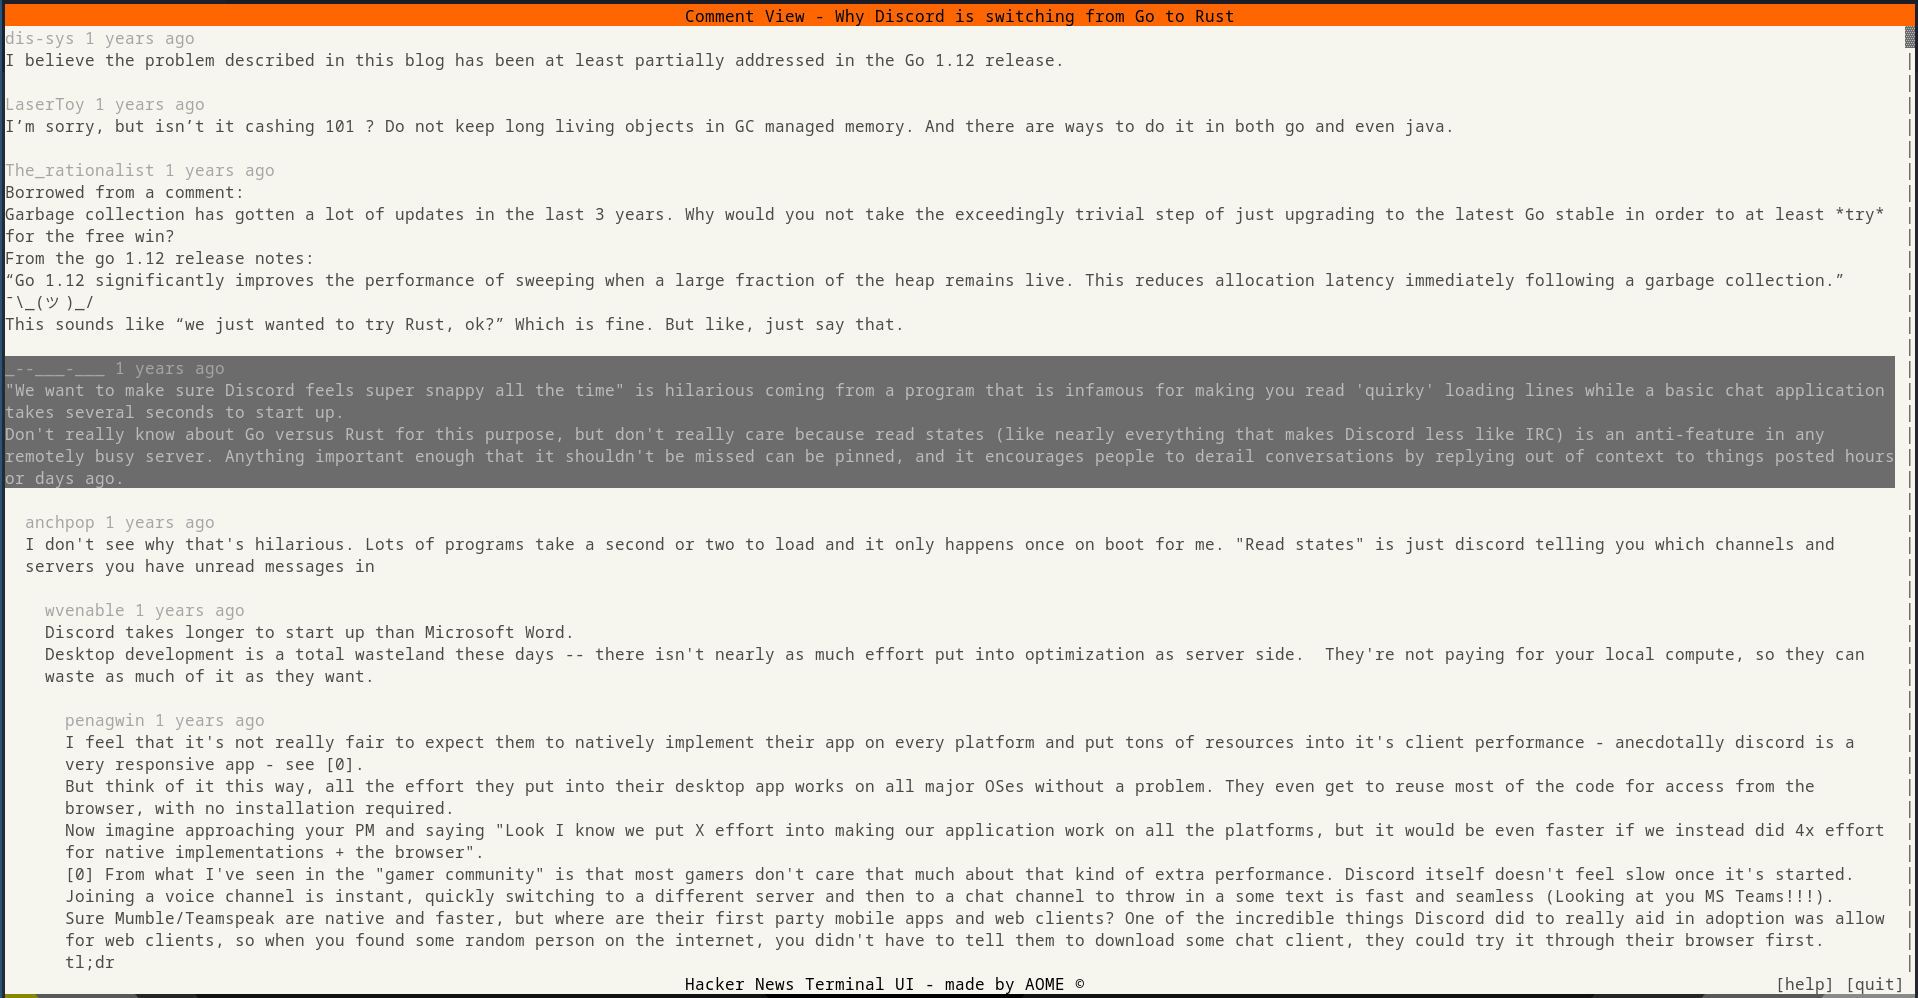 Comment View - Why Discord is switching from Go to Rust
dis-sys 1 years ago
I believe the problem described in this blog has been at least partially addressed in the Go 1.12 release.
LaserToy 1 years ago
I’m sorry, but isn’t it cashing 101 ? Do not keep long living objects in GC managed memory. And there are ways to do it in both go and even java.
The_rationalist 1 years ago
Borrowed from a comment:
Garbage collection has gotten a lot of updates in the last 3 years. Why would you not take the exceedingly trivial step of just upgrading to the latest Go stable in order to at least *try*
for the free win?
From the go 1.12 release notes:
“Go 1.12 significantly improves the performance of sweeping when a large fraction of the heap remains live. This reduces allocation latency immediately following a garbage collection.”
¯\_(ツ)_/
This sounds like “we just wanted to try Rust, ok?” Which is fine. But like, just say that.
_--___-___ 1 years ago
"We want to make sure Discord feels super snappy all the time" is hilarious coming from a program that is infamous for making you read 'quirky' loading lines while a basic chat application
takes several seconds to start up.
Don't really know about Go versus Rust for this purpose, but don't really care because read states (like nearly everything that makes Discord less like IRC) is an anti-feature in any
remotely busy server. Anything important enough that it shouldn't be missed can be pinned, and it encourages people to derail conversations by replying out of context to things posted hours
or days ago.
anchpop 1 years ago
I don't see why that's hilarious. Lots of programs take a second or two to load and it only happens once on boot for me. "Read states" is just discord telling you which channels and
servers you have unread messages in
wvenable 1 years ago
Discord takes longer to start up than Microsoft Word.
Desktop development is a total wasteland these days -- there isn't nearly as much effort put into optimization as server side.  They're not paying for your local compute, so they can
waste as much of it as they want.
penagwin 1 years ago
I feel that it's not really fair to expect them to natively implement their app on every platform and put tons of resources into it's client performance - anecdotally discord is a
very responsive app - see [0].
But think of it this way, all the effort they put into their desktop app works on all major OSes without a problem. They even get to reuse most of the code for access from the
browser, with no installation required.
Now imagine approaching your PM and saying "Look I know we put X effort into making our application work on all the platforms, but it would be even faster if we instead did 4x effort
for native implementations + the browser".
[0] From what I've seen in the "gamer community" is that most gamers don't care that much about that kind of extra performance. Discord itself doesn't feel slow once it's started.
Joining a voice channel is instant, quickly switching to a different server and then to a chat channel to throw in a some text is fast and seamless (Looking at you MS Teams!!!).
Sure Mumble/Teamspeak are native and faster, but where are their first party mobile apps and web clients? One of the incredible things Discord did to really aid in adoption was allow
for web clients, so when you found some random person on the internet, you didn't have to tell them to download some chat client, they could try it through their browser first.
tl;dr
Hacker News Terminal UI - made by AOME ©
[help] [quit]